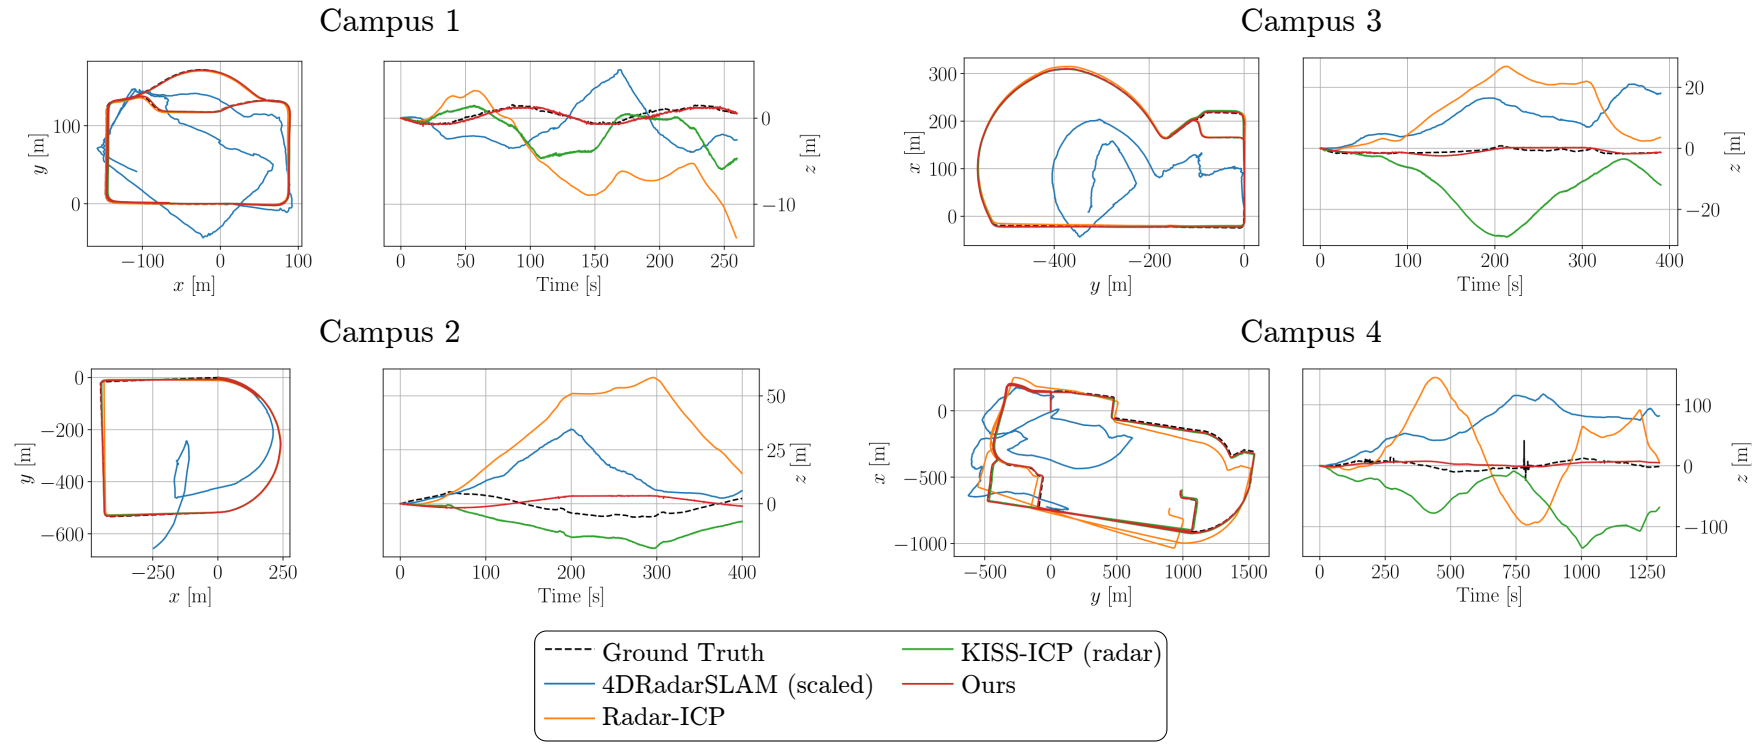 Campus 1
100
0
y [m]
−100
0
100
x [m]
0
−10
z [m]
0
50
100
150
200
250
Time [s]
Campus 3
300
200
100
0
x [m]
−400
−200
0
y [m]
20
0
−20
z [m]
0
100
200
300
400
Time [s]
Campus 2
0
−200
−400
−600
y [m]
−250
0
250
x [m]
50
25
0
z [m]
0
100
200
300
400
Time [s]
Campus 4
0
−500
−1000
x [m]
−500
0
500
1000
1500
y [m]
100
0
−100
z [m]
0
250
500
750
1000
1250
Time [s]
Ground Truth
4DRadarSLAM (scaled)
Radar-ICP
KISS-ICP (radar)
Ours